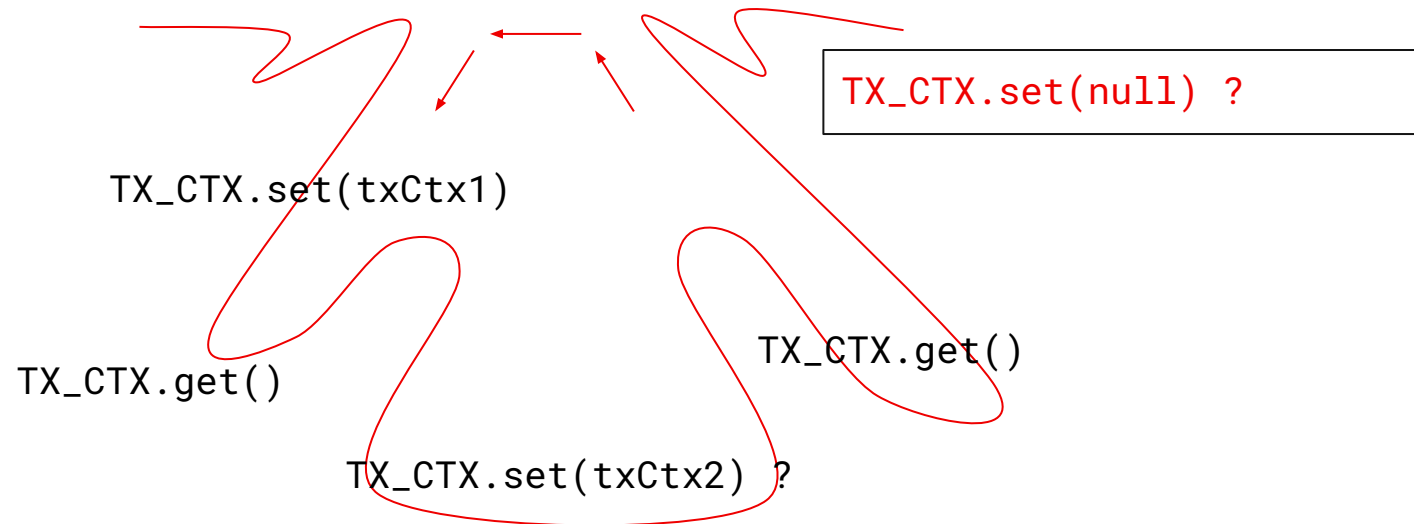 TX_CTX.set(null) ?
TX_CTX.set(txCtx1)
TX_CTX.get()
TX_CTX.get()
TX_CTX.set(txCtx2) ?